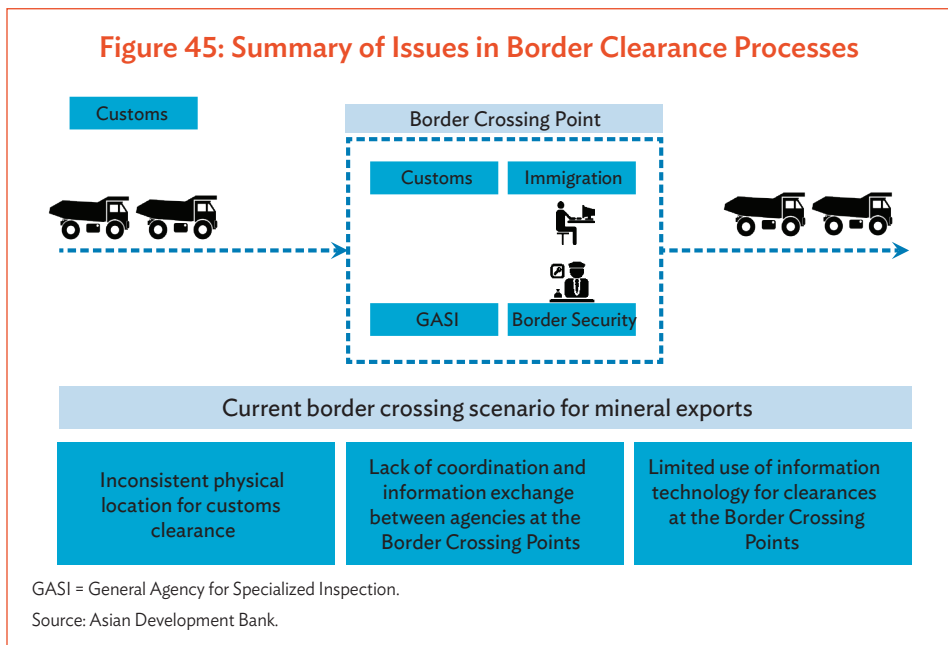 Figure 45: Summary of Issues in Border Clearance Processes
Customs
Border Crossing Point
Customs
Immigration
GASI
Border Security
Current border crossing scenario for mineral exports
Inconsistent physical
location for customs
clearance
Lack of coordination and
information exchange
between agencies at the
Border Crossing Points
Limited use of information
technology for clearances
at the Border Crossing
Points
GASI = General Agency for Specialized Inspection.
Source: Asian Development Bank.